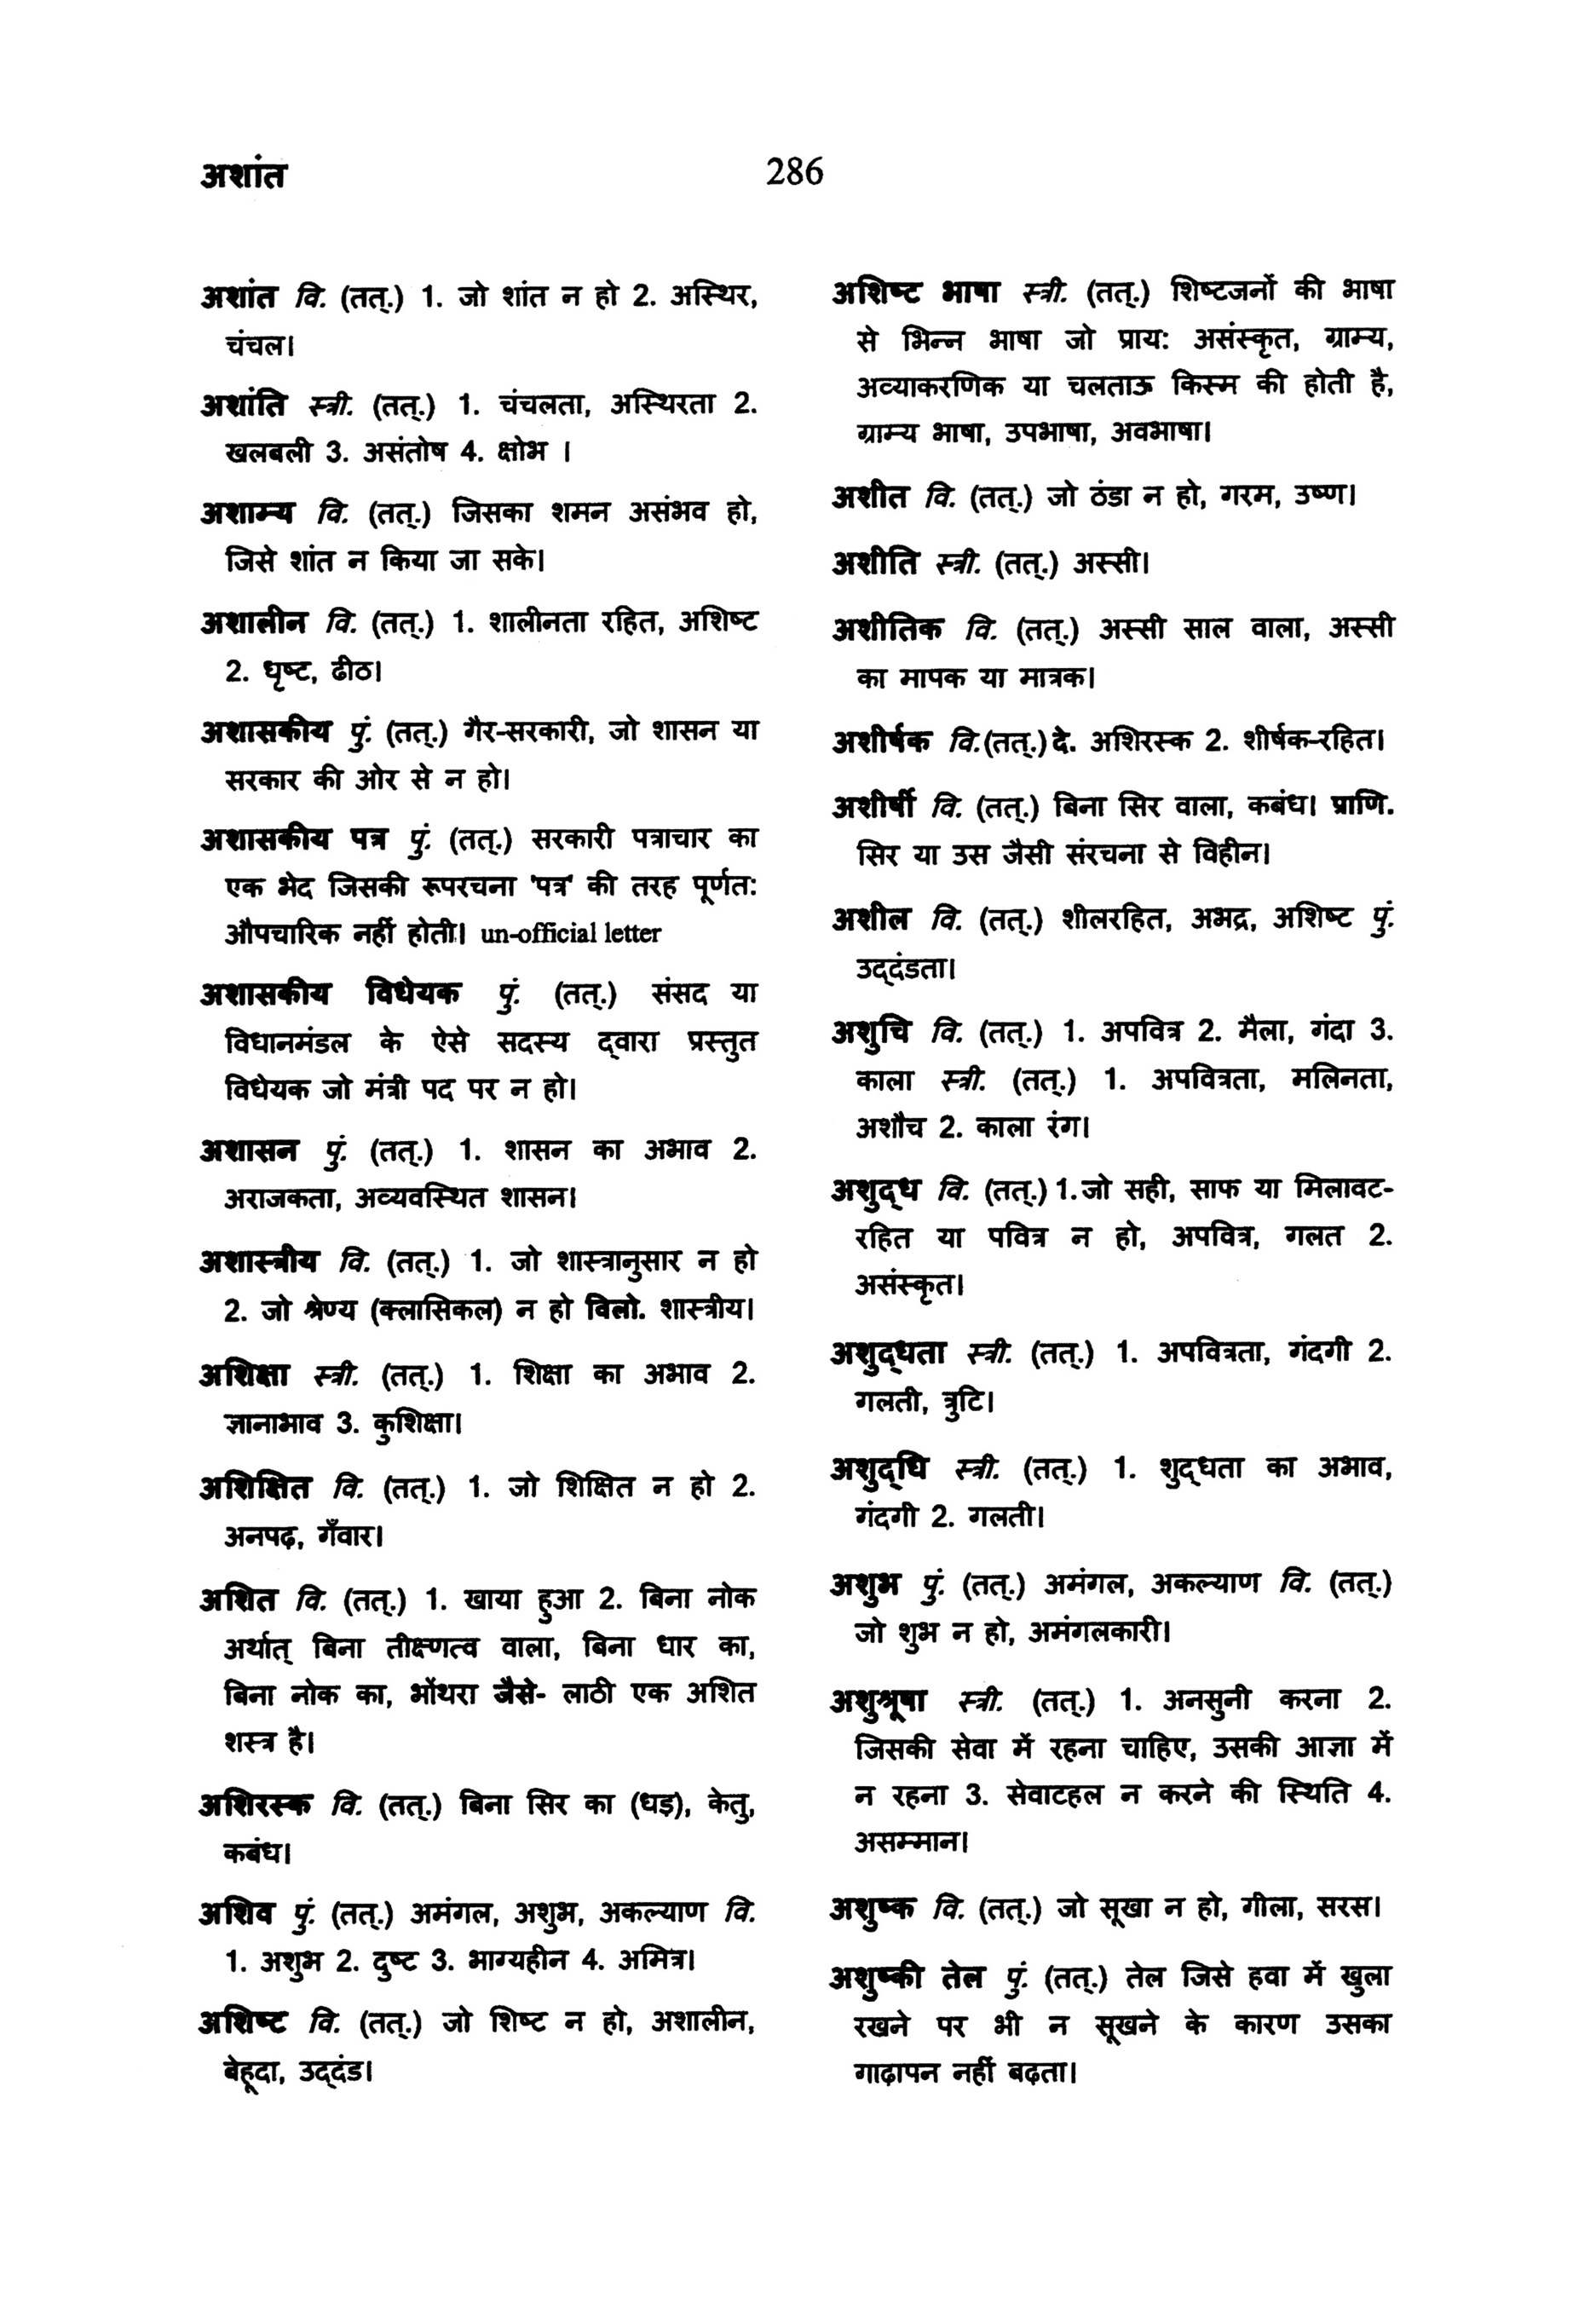 अशांत
286
अशांत वि. (तत्.) 1. जो शांत न हो 2. अस्थिर,
चंचल।
अशांति स्त्री. (तत्.) 1. चंचलता, अस्थिरता 2.
खलबली 3. असंतोष 4. क्षोभ ।
अशाम्य वि. (तत्.) जिसका शमन असंभव हो,
जिसे शांत न किया जा सके।
अशालीन वि. (तत्.) 1. शालीनता रहित, अशिष्ट
2. धृष्ट, ढीठ।
अशासकीय पुं. (तत्.) गैर-सरकारी, जो शासन या
सरकार की ओर से न हो।
अशासकीय पत्र पुं. (तत्.) सरकारी पत्राचार का
एक भेद जिसकी रूपरचना 'पत्र' की तरह पूर्णत:
औपचारिक नहीं होती। un-official letter
अशासकीय विधेयक पुं. (तत्.) संसद या
विधानमंडल के ऐसे सदस्य द्‌वारा प्रस्तुत
विधेयक जो मंत्री पद पर न हो।
अशासन पुं. (तत्.) 1. शासन का अभाव 2.
अराजकता, अव्यवस्थित शासन।
अशास्त्रीय वि. (तत्.) 1. जो शास्त्रानुसार न हो
2. जो श्रेण्य (क्लासिकल) न हो विलो. शास्त्रीय।
अशिक्षा स्त्री. (तत्.) 1. शिक्षा का अभाव 2.
ज्ञानाभाव 3. कुशिक्षा।
अशिक्षित वि. (तत्.) 1. जो शिक्षित न हो 2.
अनपढ़, गँवार।
अशित वि. (तत्.) 1. खाया हुआ 2. बिना नोक
अर्थात् बिना तीक्ष्णत्व वाला, बिना धार का,
बिना नोक का, भोंथरा जैसे- लाठी एक अशित
शस्त्र है।
अशिरस्क वि. (तत्.) बिना सिर का (धड़), केतु,
कबंध।
अशिव पुं. (तत्.) अमंगल, अशुभ, अकल्याण वि.
1. अशुभ 2. दुष्ट 3. भाग्यहीन 4. अमित्र।
अशिष्ट वि. (तत्.) जो शिष्ट न हो, अशालीन,
बेहूदा, उद्‌दंड।
अशिष्ट भाषा स्त्री. (तत्.) शिष्टजनों की भाषा
से भिन्न भाषा जो प्राय: असंस्कृत, ग्राम्य,
अव्याकरणिक या चलताऊ किस्म की होती है,
ग्राम्य भाषा, उपभाषा, अवभाषा।
अशीत वि. (तत्.) जो ठंडा न हो, गरम, उष्ण।
अशीति स्त्री. (तत्.) अस्सी।
अशीतिक वि. (तत्.) अस्सी साल वाला, अस्सी
का मापक या मात्रक।
अशीर्षक वि.(तत्.) दे. अशिरस्क 2. शीर्षक-रहित।
अशीर्षी वि. (तत्.) बिना सिर वाला, कबंध। प्राणि.
सिर या उस जैसी संरचना से विहीन।
अशील वि. (तत्.) शीलरहित, अभद्र, अशिष्ट पुं.
उद्‌दंडता।
अशुचि वि. (तत्.) 1. अपवित्र 2. मैला, गंदा 3.
काला स्त्री. (तत्.) 1. अपवित्रता, मलिनता,
अशौच 2. काला रंग।
अशुद्‌ध वि. (तत्.) 1.जो सही, साफ या मिलावट-
रहित या पवित्र न हो, अपवित्र, गलत 2.
असंस्कृत।
अशुद्‌धता स्त्री. (तत्.) 1. अपवित्रता, गंदगी 2.
गलती, त्रुटि।
अशुद्‌धि स्त्री. (तत्.) 1. शुद्‌धता का अभाव,
गंदगी 2. गलती।
अशुभ पुं. (तत्.) अमंगल, अकल्याण वि. (तत्.)
जो शुभ न हो, अमंगलकारी।
अशुश्रूषा स्त्री. (तत्.) 1. अनसुनी करना 2.
जिसकी सेवा में रहना चाहिए, उसकी आज्ञा में
न रहना 3. सेवाटहल न करने की स्थिति 4.
असम्मान।
अशुष्क वि. (तत्.) जो सूखा न हो, गीला, सरस।
अशुष्की तेल पुं. (तत्.) तेल जिसे हवा में खुला
रखने पर भी न सूखने के कारण उसका
गाढ़ापन नहीं बढ़ता।